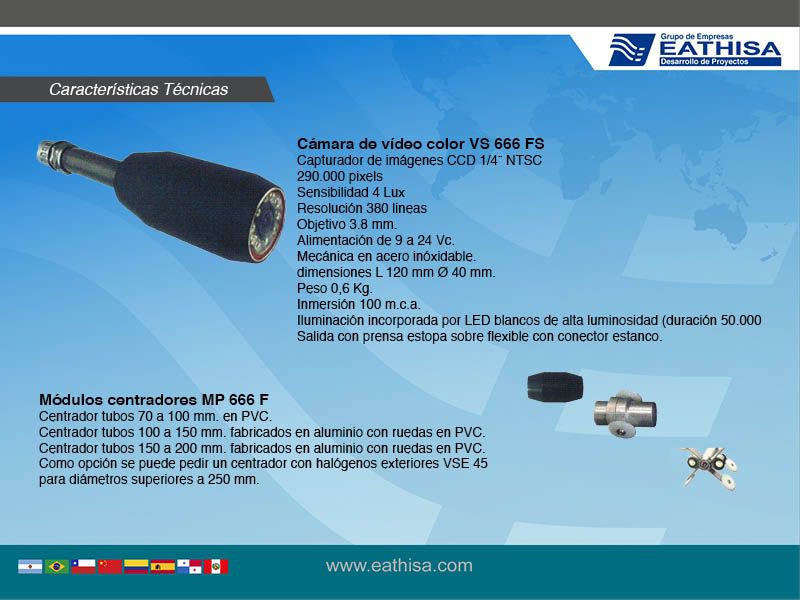 Grupo de Empresas
EATHISA
Desarrollo de Proyectos
Características Técnicas
Cámara de vídeo color VS 666 FS
Capturador de imágenes CCD 1/4¨ NTSC
290.000 pixels
Sensibilidad 4 Lux
Resolución 380 lineas
Objetivo 3.8 mm.
Alimentación de 9 a 24 Vc.
Mecánica en acero inóxidable.
dimensiones L 120 mm Ø 40 mm.
Peso 0,6 Kg.
Inmersión 100 m.c.a.
Iluminación incorporada por LED blancos de alta luminosidad (duración 50.000
Salida con prensa estopa sobre flexible con conector estanco.
Módulos centradores MP 666 F
Centrador tubos 70 a 100 mm. en PVC.
Centrador tubos 100 a 150 mm. fabricados en aluminio con ruedas en PVC.
Centrador tubos 150 a 200 mm. fabricados en aluminio con ruedas en PVC.
Como opción se puede pedir un centrador con halógenos exteriores VSE 45
para diámetros superiores a 250 mm.
www.eathisa.com